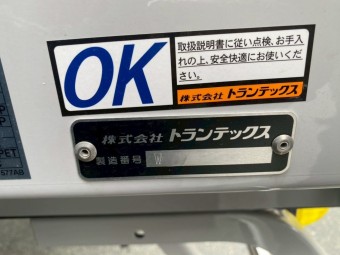 OK
取扱説明書に従い点検、お手入
れの上、安全快適にお使いくだ
さい。
株式会社 トランテックス
株式会社 トランテックス
製造番号 W
PET